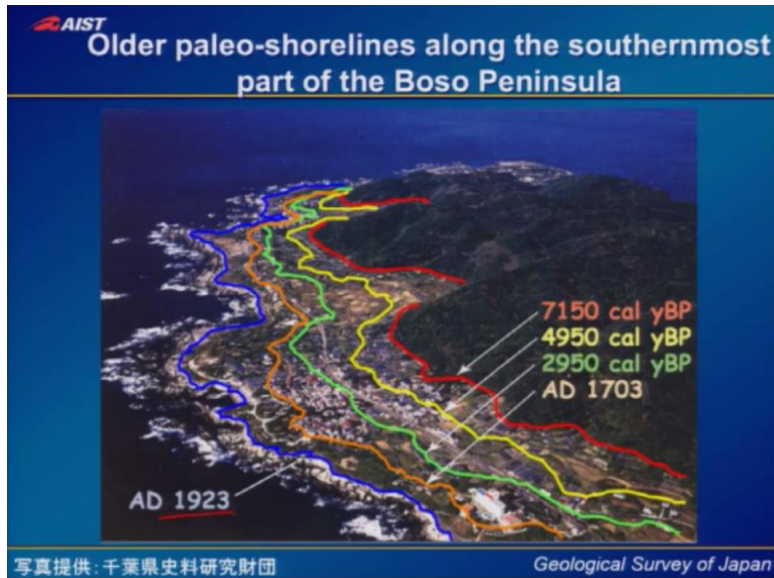 AIST
Older paleo-shorelines along the southernmost
part of the Boso Peninsula
7150 cal yBP
4950 cal yBP
2950 cal yBP
AD 1703
AD 1923
写真提供:千葉県史料研究財団
Geological Survey of Japan